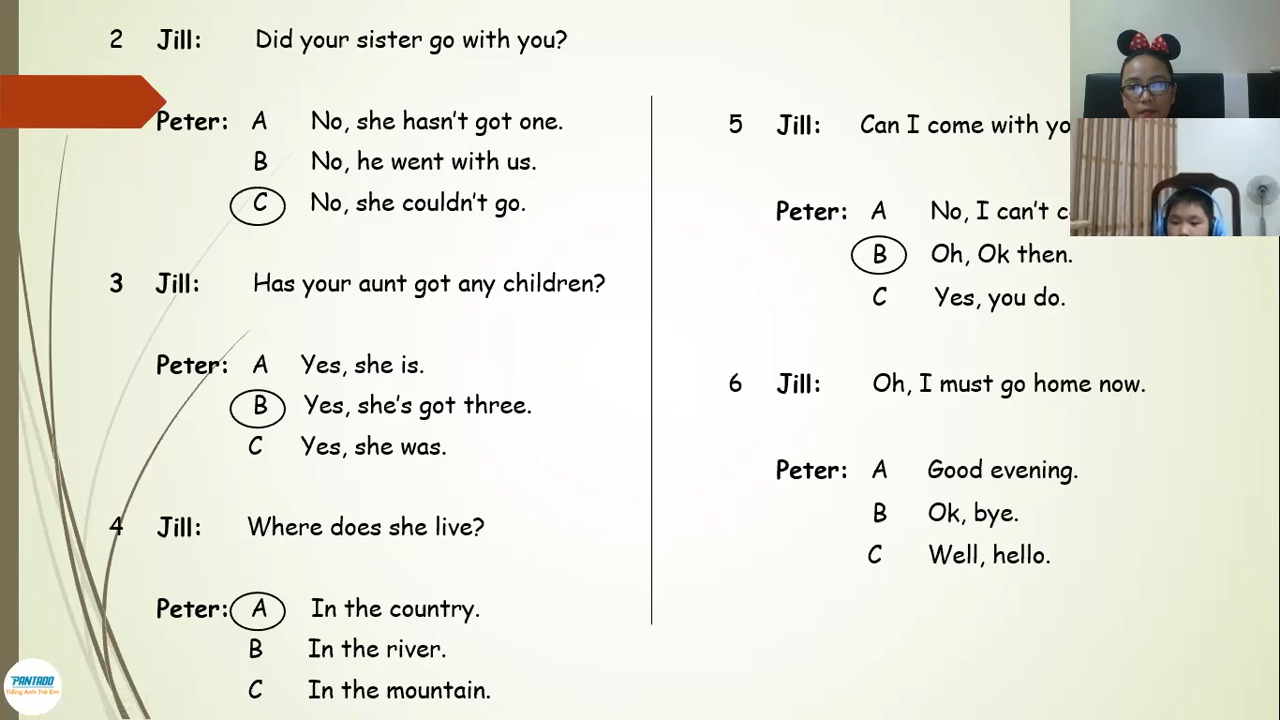 2 Jill: Did your sister go with you?
Peter: A No, she hasn't got one.
B No, he went with us.
C No, she couldn't go.
3 Jill: Has your aunt got any children?
Peter: A Yes, she is.
B Yes, she's got three.
C Yes, she was.
4 Jill: Where does she live?
Peter: A In the country.
B In the river.
C In the mountain.
5 Jill: Can I come with
Peter: A No, I can't
B Oh, Ok then.
C Yes, you do.
6 Jill: Oh, I must go home now.
Peter: A Good evening.
B Ok, bye.
C Well, hello.
PANTADO
Tiếng Anh Trẻ Em